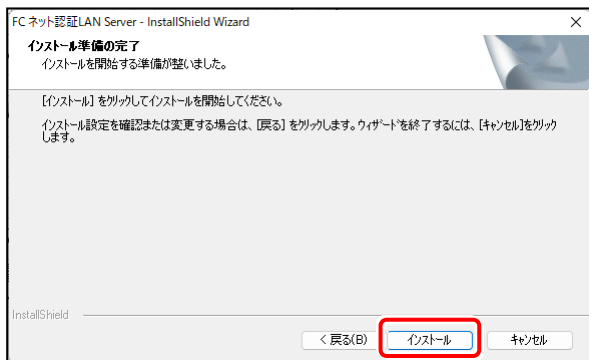 FC ネット認証LAN Server - InstallShield Wizard
インストール準備の完了
インストールを開始する準備が整いました。
[インストール] をクリックしてインストールを開始してください。
インストール設定を確認または変更する場合は、[戻る] をクリックします。ウィザードを終了するには、[キャンセル]をクリック
します。
InstallShield
< 戻る(B)
インストール
キャンセル